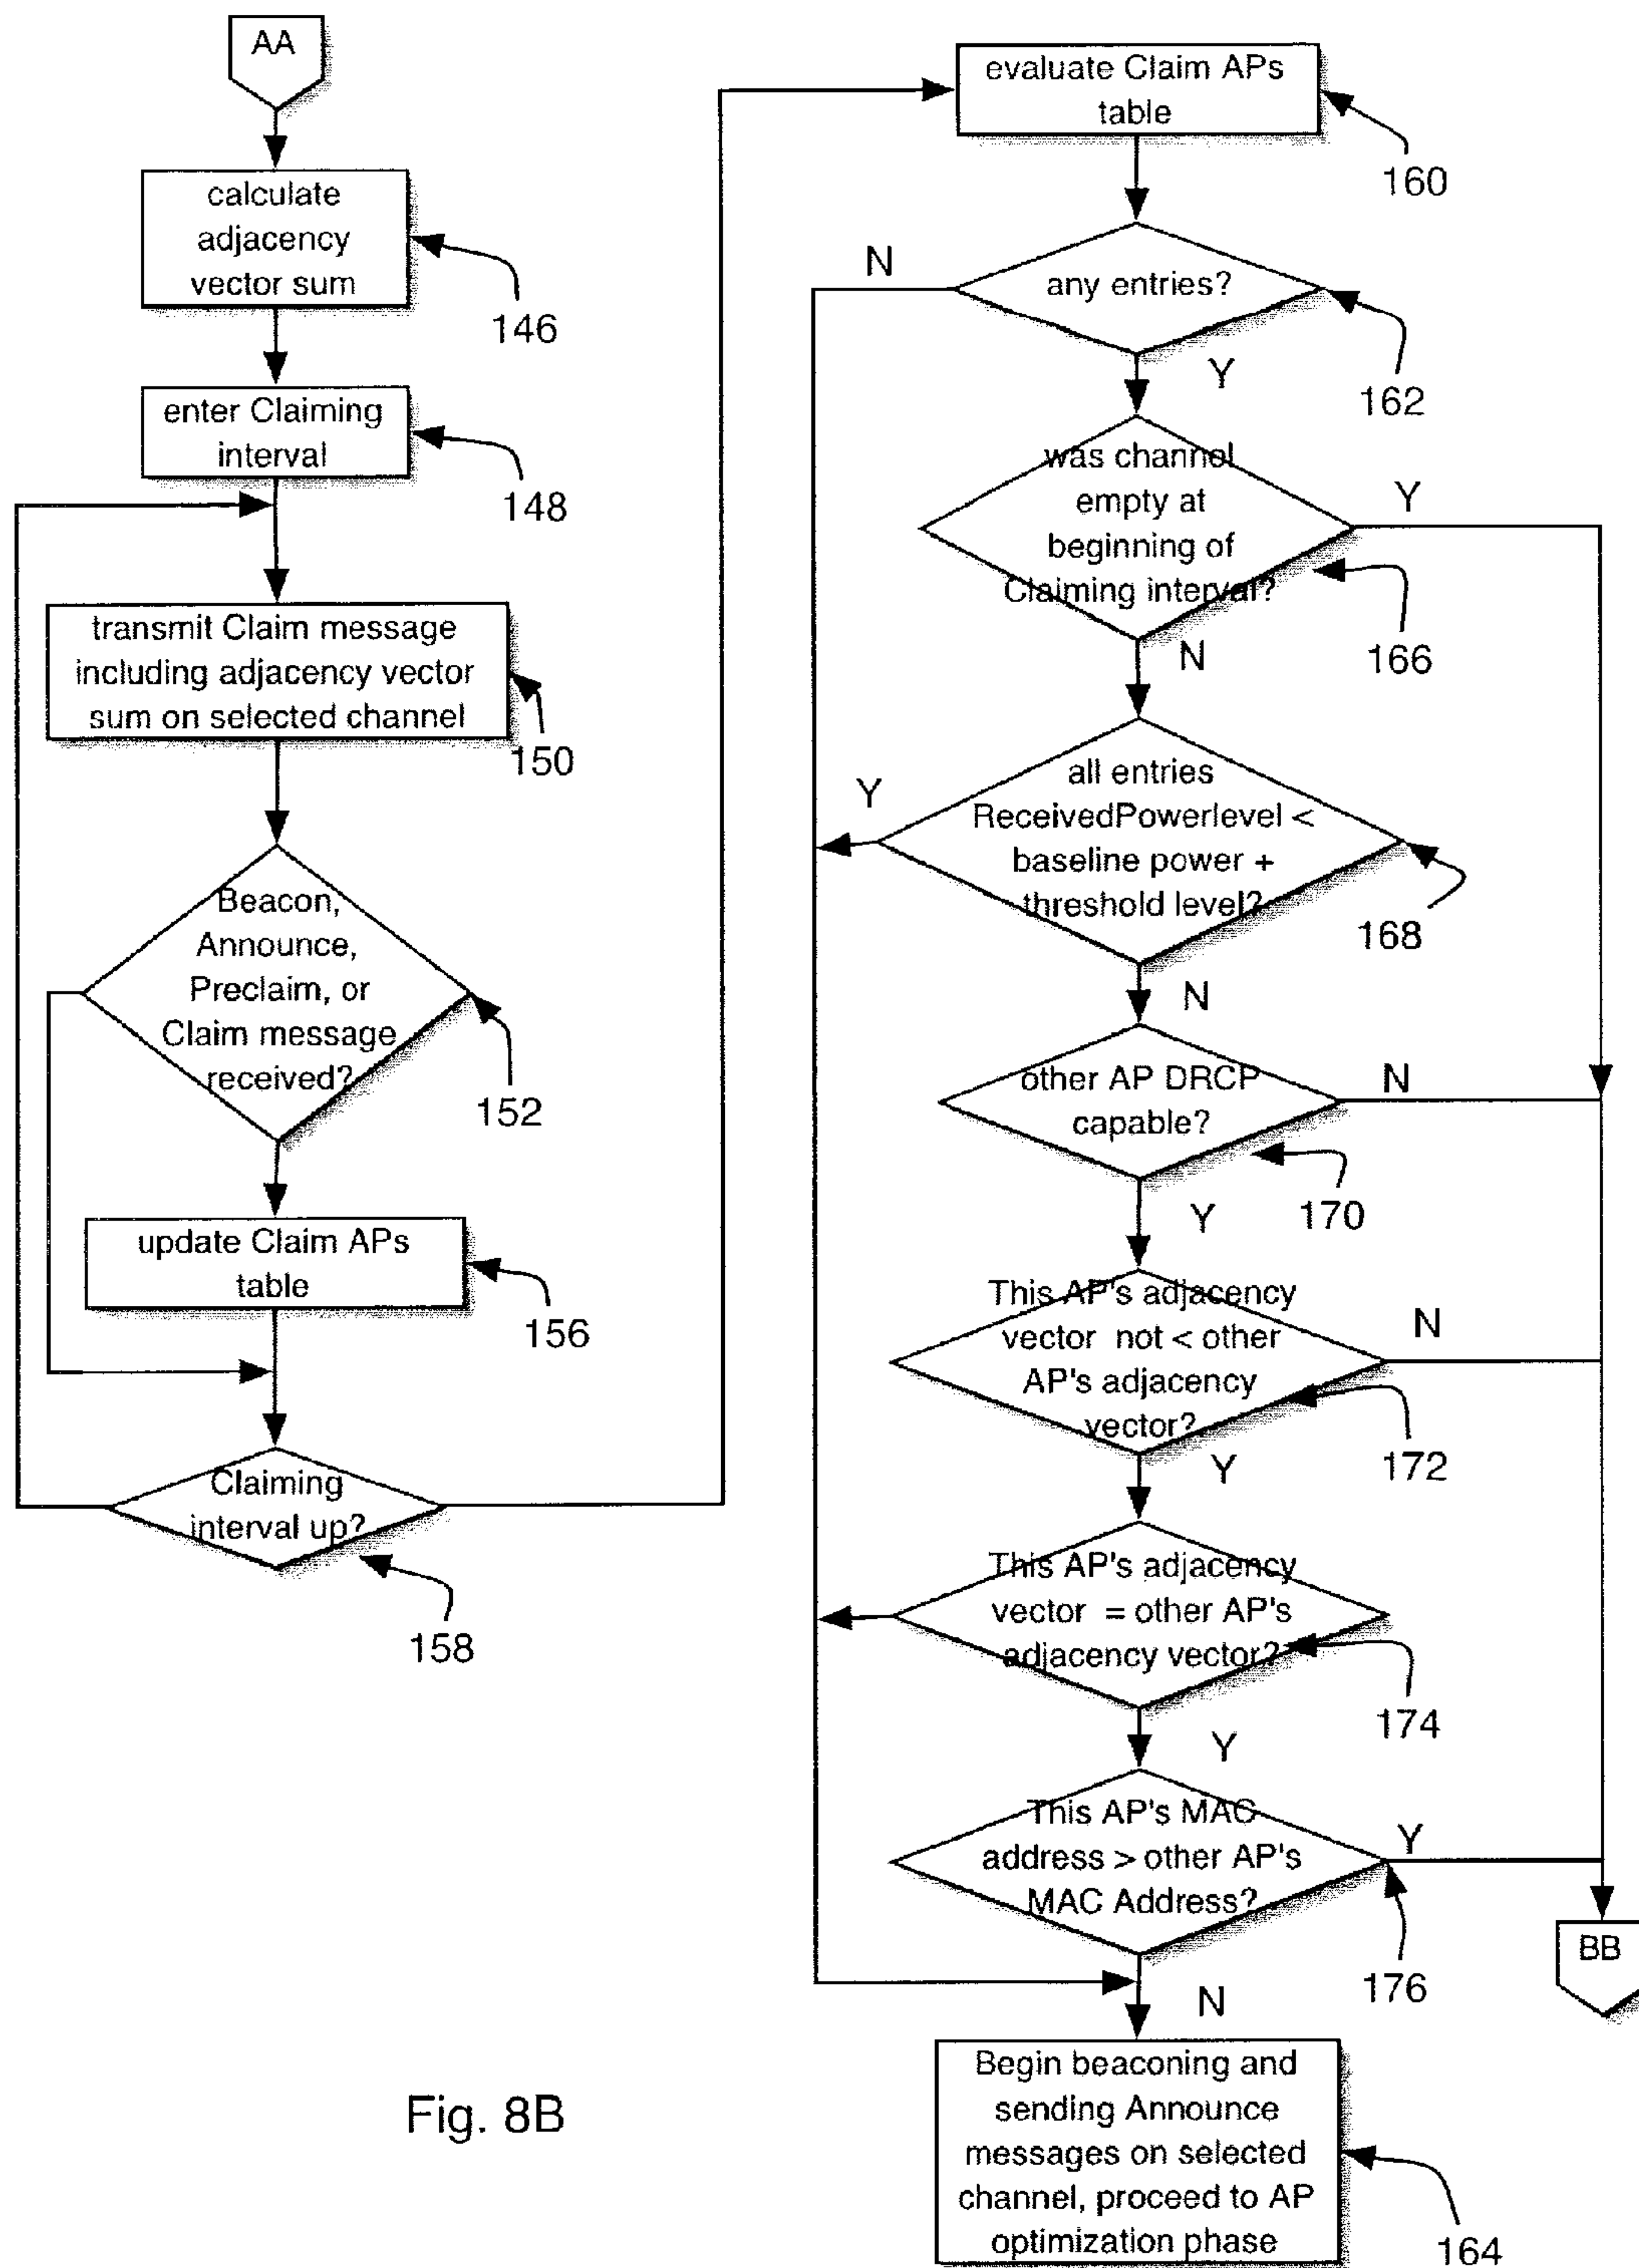 AA
calculate
adjacency
vector sum
146
enter Claiming
interval
148
transmit Claim message
including adjacency vector
sum on selected channel
150
Beacon,
Announce,
Preclaim, or
Claim message
received?
152
update Claim APs
table
156
Claiming
interval up?
158
evaluate Claim APs
table
160
any entries?
N
Y
162
was channel
empty at
beginning of
Claiming interval?
Y
N
166
all entries
ReceivedPowerlevel <
baseline power +
threshold level?
Y
N
168
other AP DRCP
capable?
N
Y
170
This AP's adjacency
vector not < other
AP's adjacency
vector?
N
Y
172
This AP's adjacency
vector = other AP's
adjacency vector?
Y
174
This AP's MAC
address > other AP's
MAC Address?
Y
N
176
BB
Begin beaconing and
sending Announce
messages on selected
channel, proceed to AP
optimization phase
164
Fig. 8B